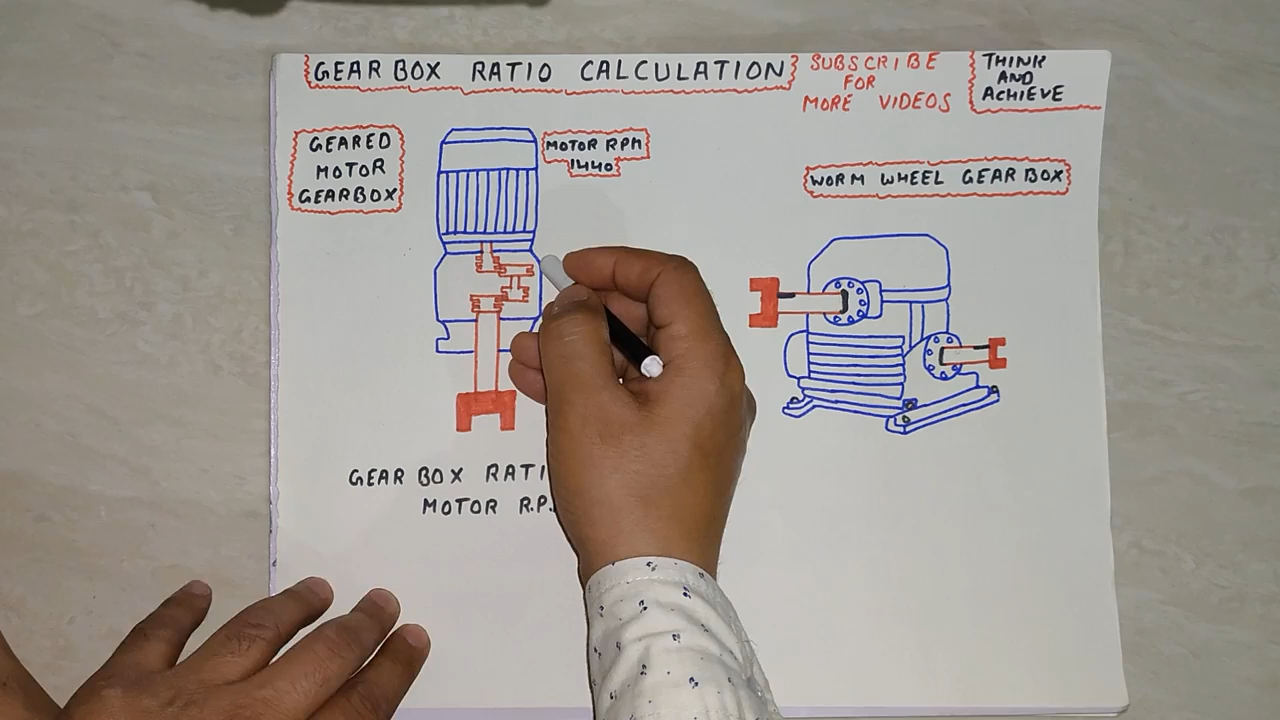 GEAR BOX RATIO CALCULATION
SUBSCRIBE
FOR
MORE VIDEOS
THINK
AND
ACHIEVE
GEARED
MOTOR
GEARBOX
MOTOR RPM
1440
WORM WHEEL GEAR BOX
GEAR BOX RATI
MOTOR R.P.